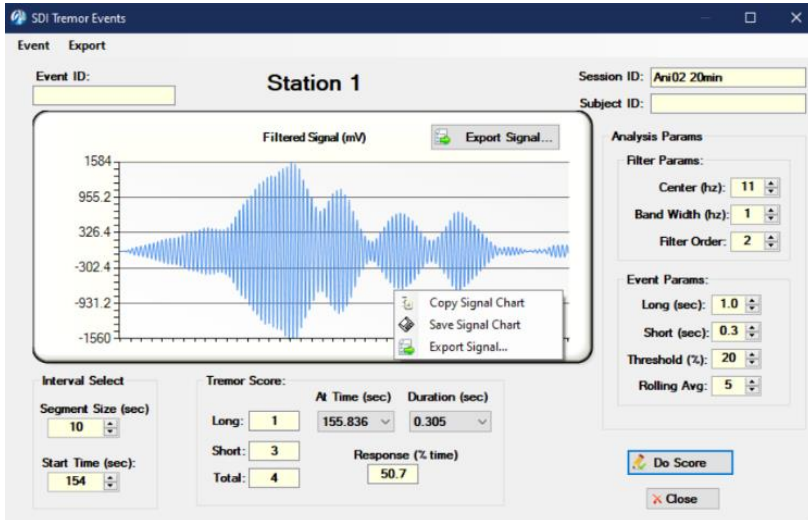 SDI Tremor Events
Event Export
Event ID:
Station 1
Session ID: Ani02 20min
Subject ID:
Filtered Signal (mV)
Export Signal...
1584
955.2
326.4
-302.4
-931.2
-1560
Copy Signal Chart
Save Signal Chart
Export Signal...
Analysis Params
Filter Params:
Center (hz): 11
Band Width (hz): 1
Filter Order: 2
Event Params:
Long (sec): 1.0
Short (sec): 0.3
Threshold (%): 20
Rolling Avg: 5
Interval Select
Segment Size (sec)
10
Start Time (sec):
154
Tremor Score:
At Time (sec) Duration (sec)
Long: 1 155.836 0.305
Short: 3 Response (% time)
Total: 4 50.7
Do Score
Close